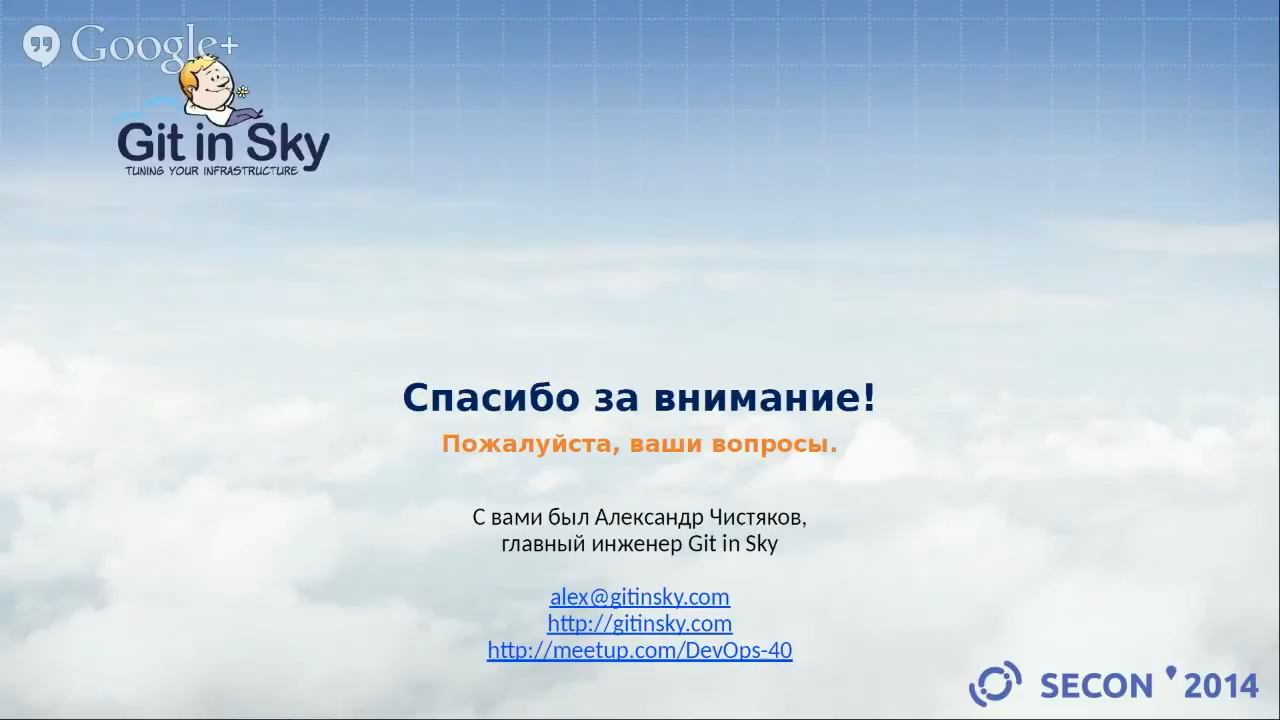 Google+
Git in Sky
TUNING YOUR INFRASTRUCTURE
Спасибо за внимание!
Пожалуйста, ваши вопросы.
С вами был Александр Чистяков,
главный инженер Git in Sky
alex@gitinsky.com
http://gitinsky.com
http://meetup.com/DevOps-40
SECON '2014